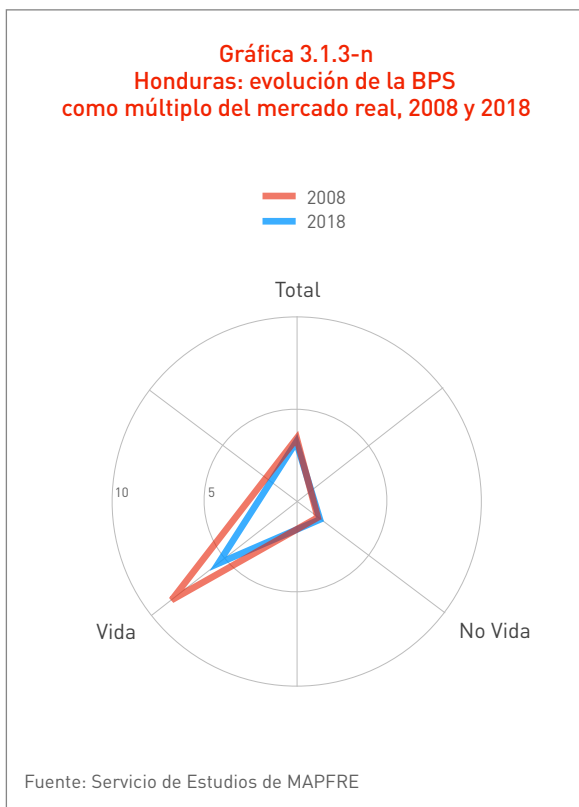 Gráfica 3.1.3-n
Honduras: evolución de la BPS
como múltiplo del mercado real, 2008 y 2018
2008
2018
Total
10
5
Vida
No Vida
Fuente: Servicio de Estudios de MAPFRE